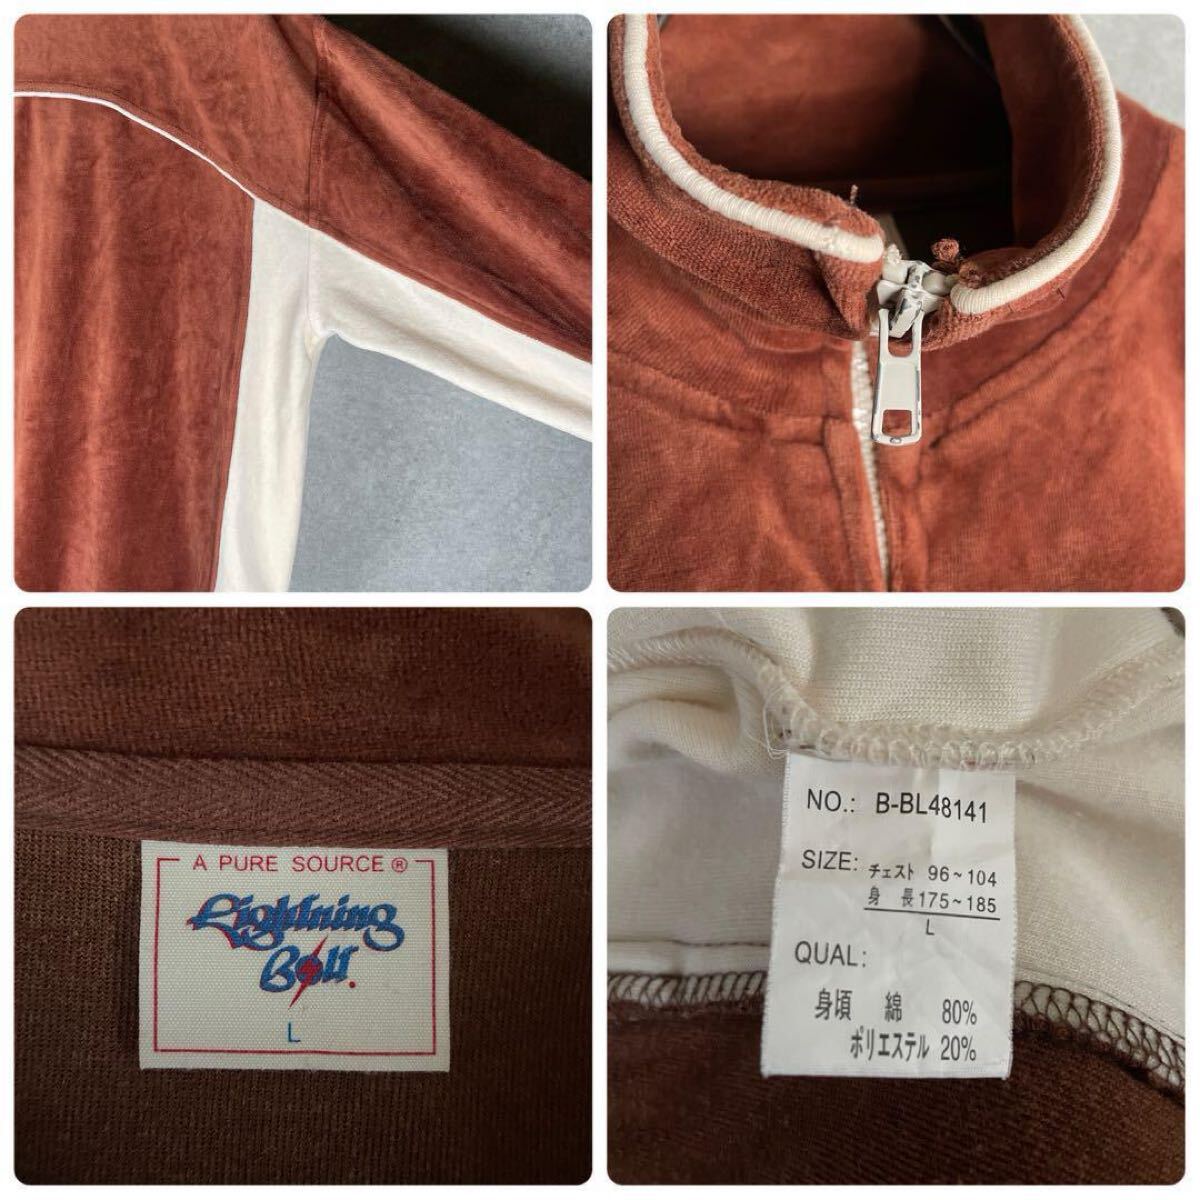 A PURE SOURCE ®
Lightning
Bolt.
L
NO.: B-BL48141
SIZE: チェスト 96~104
身 長 175~185
L
QUAL:
身頃 綿 80%
ポリエステル 20%